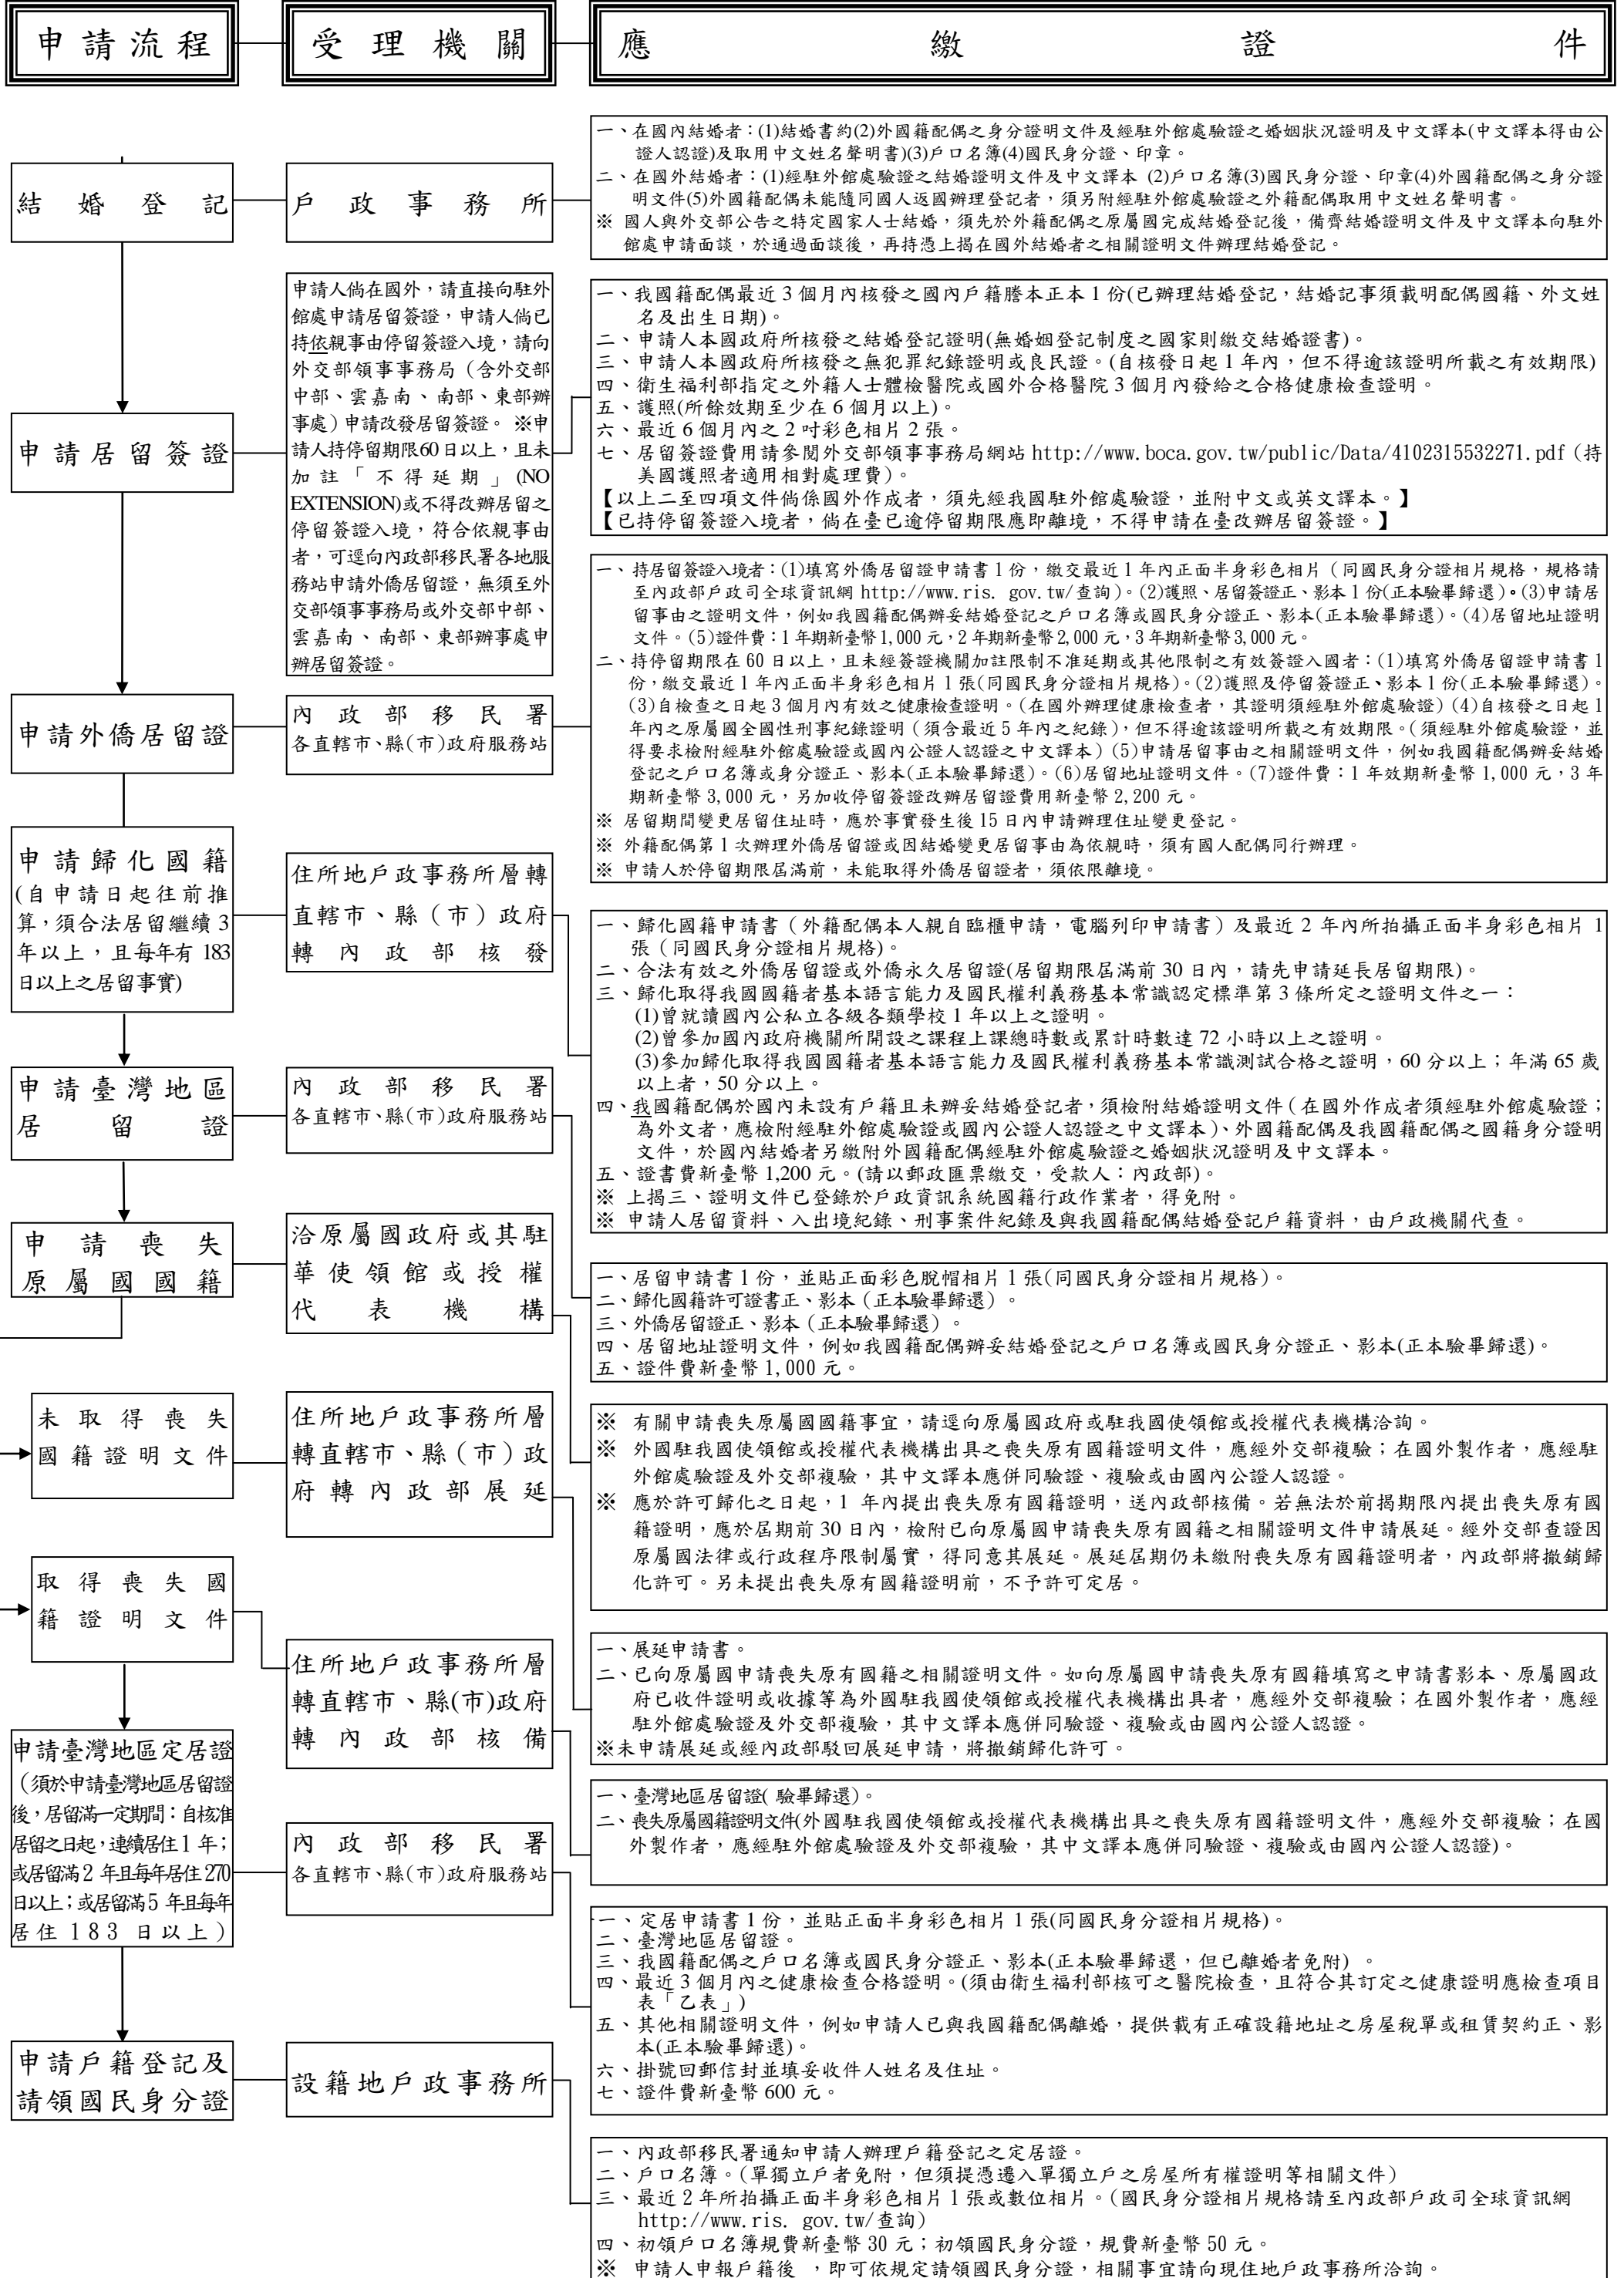 申請流程
受理機關
應繳證件
結婚登記
戶政事務所
一、在國內結婚者：(1)結婚書約(2)外國籍配偶之身分證明文件及經駐外館處驗證之婚姻狀況證明及中文譯本(中文譯本得由公
證人認證)及取用中文姓名聲明書)(3)戶口名簿(4)國民身分證、印章。
二、在國外結婚者：(1)經駐外館處驗證之結婚證明文件及中文譯本 (2)戶口名簿(3)國民身分證、印章(4)外國籍配偶之身分證
明文件(5)外國籍配偶未能隨同國人返國辦理登記者，須另附經駐外館處驗證之外籍配偶取用中文姓名聲明書。
※ 國人與外交部公告之特定國家人士結婚，須先於外籍配偶之原屬國完成結婚登記後，備齊結婚證明文件及中文譯本向駐外
館處申請面談，於通過面談後，再持憑上揭在國外結婚者之相關證明文件辦理結婚登記。
申請居留簽證
申請人倘在國外，請直接向駐外
館處申請居留簽證，申請人倘已
持依親事由停留簽證入境，請向
外交部領事事務局（含外交部
中部、雲嘉南、南部、東部辦
事處）申請改發居留簽證。 ※申
請人持停留期限60日以上，且未
加註「不得延期」(NO
EXTENSION)或不得改辦居留之
停留簽證入境，符合依親事由
者，可逕向內政部移民署各地服
務站申請外僑居留證，無須至外
交部領事事務局或外交部中部、
雲嘉南、南部、東部辦事處申
辦居留簽證。
一、我國籍配偶最近 3 個月內核發之國內戶籍謄本正本 1 份(已辦理結婚登記，結婚記事須載明配偶國籍、外文姓
名及出生日期)。
二、申請人本國政府所核發之結婚登記證明(無婚姻登記制度之國家則繳交結婚證書)。
三、申請人本國政府所核發之無犯罪紀錄證明或良民證。(自核發日起 1 年內，但不得逾該證明所載之有效期限)
四、衛生福利部指定之外籍人士體檢醫院或國外合格醫院 3 個月內發給之合格健康檢查證明。
五、護照(所餘效期至少在 6 個月以上)。
六、最近 6 個月內之 2 吋彩色相片 2 張。
七、居留簽證費用請參閱外交部領事事務局網站 http://www.boca.gov.tw/public/Data/4102315532271.pdf（持
美國護照者適用相對處理費）。
【以上二至四項文件倘係國外作成者，須先經我國駐外館處驗證，並附中文或英文譯本。】
【已持停留簽證入境者，倘在臺已逾停留期限應即離境，不得申請在臺改辦居留簽證。】
申請外僑居留證
內政部移民署
各直轄市、縣(市)政府服務站
一、持居留簽證入境者：(1)填寫外僑居留證申請書 1 份，繳交最近 1 年內正面半身彩色相片（同國民身分證相片規格，規格請
至內政部戶政司全球資訊網 http://www.ris. gov.tw/查詢）。(2)護照、居留簽證正、影本 1 份(正本驗畢歸還)。(3)申請居
留事由之證明文件，例如我國籍配偶辦妥結婚登記之戶口名簿或國民身分證正、影本(正本驗畢歸還)。(4)居留地址證明
文件。(5)證件費：1 年期新臺幣 1,000 元，2 年期新臺幣 2,000 元，3 年期新臺幣 3,000 元。
二、持停留期限在 60 日以上，且未經簽證機關加註限制不准延期或其他限制之有效簽證入國者：(1)填寫外僑居留證申請書 1
份，繳交最近 1 年內正面半身彩色相片 1 張(同國民身分證相片規格)。(2)護照及停留簽證正、影本 1 份(正本驗畢歸還)。
(3)自檢查之日起 3 個月內有效之健康檢查證明。(在國外辦理健康檢查者，其證明須經駐外館處驗證)(4)自核發之日起 1
年內之原屬國全國性刑事紀錄證明（須含最近 5 年內之紀錄），但不得逾該證明所載之有效期限。(須經駐外館處驗證，並
得要求檢附經駐外館處驗證或國內公證人認證之中文譯本)(5)申請居留事由之相關證明文件，例如我國籍配偶辦妥結婚
登記之戶口名簿或身分證正、影本(正本驗畢歸還)。(6)居留地址證明文件。(7)證件費：1 年效期新臺幣 1,000 元，3 年
期新臺幣 3,000 元，另加收停留簽證改辦居留證費用新臺幣 2,200 元。
※ 居留期間變更居留住址時，應於事實發生後 15 日內申請辦理住址變更登記。
※ 外籍配偶第 1 次辦理外僑居留證或因結婚變更居留事由為依親時，須有國人配偶同行辦理。
※ 申請人於停留期限屆滿前，未能取得外僑居留證者，須依限離境。
申請歸化國籍
(自申請日起往前推
算，須合法居留繼續 3
年以上，且每年有 183
日以上之居留事實)
住所地戶政事務所層轉
直轄市、縣（市）政府
轉內政部核發
一、歸化國籍申請書（外籍配偶本人親自臨櫃申請，電腦列印申請書）及最近 2 年內所拍攝正面半身彩色相片 1
張（同國民身分證相片規格)。
二、合法有效之外僑居留證或外僑永久居留證(居留期限屆滿前 30 日內，請先申請延長居留期限)。
三、歸化取得我國國籍者基本語言能力及國民權利義務基本常識認定標準第 3 條所定之證明文件之一：
(1)曾就讀國內公私立各級各類學校 1 年以上之證明。
(2)曾參加國內政府機關所開設之課程上課總時數或累計時數達 72 小時以上之證明。
(3)參加歸化取得我國國籍者基本語言能力及國民權利義務基本常識測試合格之證明，60 分以上；年滿 65 歲
以上者，50 分以上。
四、我國籍配偶於國內未設有戶籍且未辦妥結婚登記者，須檢附結婚證明文件（在國外作成者須經駐外館處驗證；
為外文者，應檢附經駐外館處驗證或國內公證人認證之中文譯本)、外國籍配偶及我國籍配偶之國籍身分證明
文件，於國內結婚者另繳附外國籍配偶經駐外館處驗證之婚姻狀況證明及中文譯本。
五、證書費新臺幣 1,200 元。(請以郵政匯票繳交，受款人：內政部)。
※ 上揭三、證明文件已登錄於戶政資訊系統國籍行政作業者，得免附。
※ 申請人居留資料、入出境紀錄、刑事案件紀錄及與我國籍配偶結婚登記戶籍資料，由戶政機關代查。
申請臺灣地區
居留證
內政部移民署
各直轄市、縣(市)政府服務站
申請喪失
原屬國國籍
洽原屬國政府或其駐
華使領館或授權
代表機構
一、居留申請書 1 份，並貼正面彩色脫帽相片 1 張(同國民身分證相片規格)。
二、歸化國籍許可證書正、影本（正本驗畢歸還）。
三、外僑居留證正、影本（正本驗畢歸還）。
四、居留地址證明文件，例如我國籍配偶辦妥結婚登記之戶口名簿或國民身分證正、影本(正本驗畢歸還)。
五、證件費新臺幣 1,000 元。
未取得喪失
國籍證明文件
住所地戶政事務所層
轉直轄市、縣（市）政
府轉內政部展延
※ 有關申請喪失原屬國國籍事宜，請逕向原屬國政府或駐我國使領館或授權代表機構洽詢。
※ 外國駐我國使領館或授權代表機構出具之喪失原有國籍證明文件，應經外交部複驗；在國外製作者，應經駐
外館處驗證及外交部複驗，其中文譯本應併同驗證、複驗或由國內公證人認證。
※ 應於許可歸化之日起，1 年內提出喪失原有國籍證明，送內政部核備。若無法於前揭期限內提出喪失原有國
籍證明，應於屆期前 30 日內，檢附已向原屬國申請喪失原有國籍之相關證明文件申請展延。經外交部查證因
原屬國法律或行政程序限制屬實，得同意其展延。展延屆期仍未繳附喪失原有國籍證明者，內政部將撤銷歸
化許可。另未提出喪失原有國籍證明前，不予許可定居。
取得喪失國
籍證明文件
住所地戶政事務所層
轉直轄市、縣(市)政府
轉內政部核備
一、展延申請書。
二、已向原屬國申請喪失原有國籍之相關證明文件。如向原屬國申請喪失原有國籍填寫之申請書影本、原屬國政
府已收件證明或收據等為外國駐我國使領館或授權代表機構出具者，應經外交部複驗；在國外製作者，應經
駐外館處驗證及外交部複驗，其中文譯本應併同驗證、複驗或由國內公證人認證。
※未申請展延或經內政部駁回展延申請，將撤銷歸化許可。
一、臺灣地區居留證( 驗畢歸還)。
二、喪失原屬國籍證明文件(外國駐我國使領館或授權代表機構出具之喪失原有國籍證明文件，應經外交部複驗；在國
外製作者，應經駐外館處驗證及外交部複驗，其中文譯本應併同驗證、複驗或由國內公證人認證)。
申請臺灣地區定居證
（須於申請臺灣地區居留證
後，居留滿一定期間：自核准
居留之日起，連續居住 1 年；
或居留滿 2 年且每年居住 270
日以上；或居留滿 5 年且每年
居住 183 日以上）
內政部移民署
各直轄市、縣(市)政府服務站
一、定居申請書 1 份，並貼正面半身彩色相片 1 張(同國民身分證相片規格)。
二、臺灣地區居留證。
三、我國籍配偶之戶口名簿或國民身分證正、影本(正本驗畢歸還，但已離婚者免附) 。
四、最近 3 個月內之健康檢查合格證明。(須由衛生福利部核可之醫院檢查，且符合其訂定之健康證明應檢查項目
表「乙表」)
五、其他相關證明文件，例如申請人已與我國籍配偶離婚，提供載有正確設籍地址之房屋稅單或租賃契約正、影
本(正本驗畢歸還)。
六、掛號回郵信封並填妥收件人姓名及住址。
七、證件費新臺幣 600 元。
申請戶籍登記及
請領國民身分證
設籍地戶政事務所
一、內政部移民署通知申請人辦理戶籍登記之定居證。
二、戶口名簿。(單獨立戶者免附，但須提憑遷入單獨立戶之房屋所有權證明等相關文件)
三、最近 2 年所拍攝正面半身彩色相片 1 張或數位相片。(國民身分證相片規格請至內政部戶政司全球資訊網
http://www.ris. gov.tw/查詢)
四、初領戶口名簿規費新臺幣 30 元；初領國民身分證，規費新臺幣 50 元。
※ 申請人申報戶籍後 ，即可依規定請領國民身分證，相關事宜請向現住地戶政事務所洽詢。